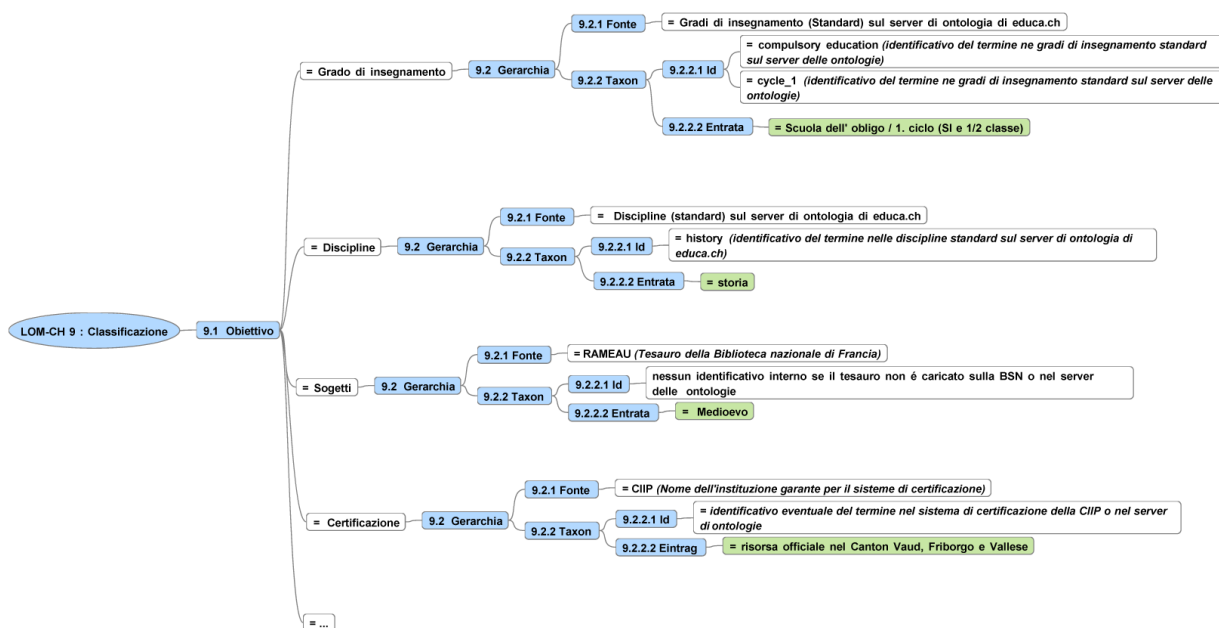 9.2.1 Fonte
= Gradi di insegnamento (Standard) sul server di ontologia di educa.ch
= Grado di insegnamento
9.2 Gerarchia
9.2.2 Taxon
9.2.2.1 Id
= compulsory education (identificativo del termine ne gradi di insegnamento standard
sul server delle ontologie)
= cycle_1 (identificativo del termine ne gradi di insegnamento standard sul server delle
ontologie)
9.2.2.2 Entrata
= Scuola dell' obligo / 1. ciclo (SI e 1/2 classe)
9.2.1 Fonte
= Discipline (standard) sul server di ontologia di educa.ch
= Discipline
9.2 Gerarchia
9.2.2 Taxon
9.2.2.1 Id
= history (identificativo del termine nelle discipline standard sul server di ontologia di
educa.ch)
9.2.2.2 Entrata
= storia
LOM-CH 9 : Classificazione
9.1 Obiettivo
9.2.1 Fonte
= RAMEAU (Tesauro della Biblioteca nazionale di Francia)
= Sogetti
9.2 Gerarchia
9.2.2 Taxon
9.2.2.1 Id
nessun identificativo interno se il tesauro non é caricato sulla BSN o nel server
delle ontologie
9.2.2.2 Entrata
= Medioevo
9.2.1 Fonte
= CIIP (Nome dell'instituzione garante per il sisteme di certificazione)
= Certificazione
9.2 Gerarchia
9.2.2 Taxon
9.2.2.1 Id
= identificativo eventuale del termine nel sistema di certificazione della CIIP o nel server
di ontologie
9.2.2.2 Eintrag
= risorsa officiale nel Canton Vaud, Friborgo e Vallese
= ...